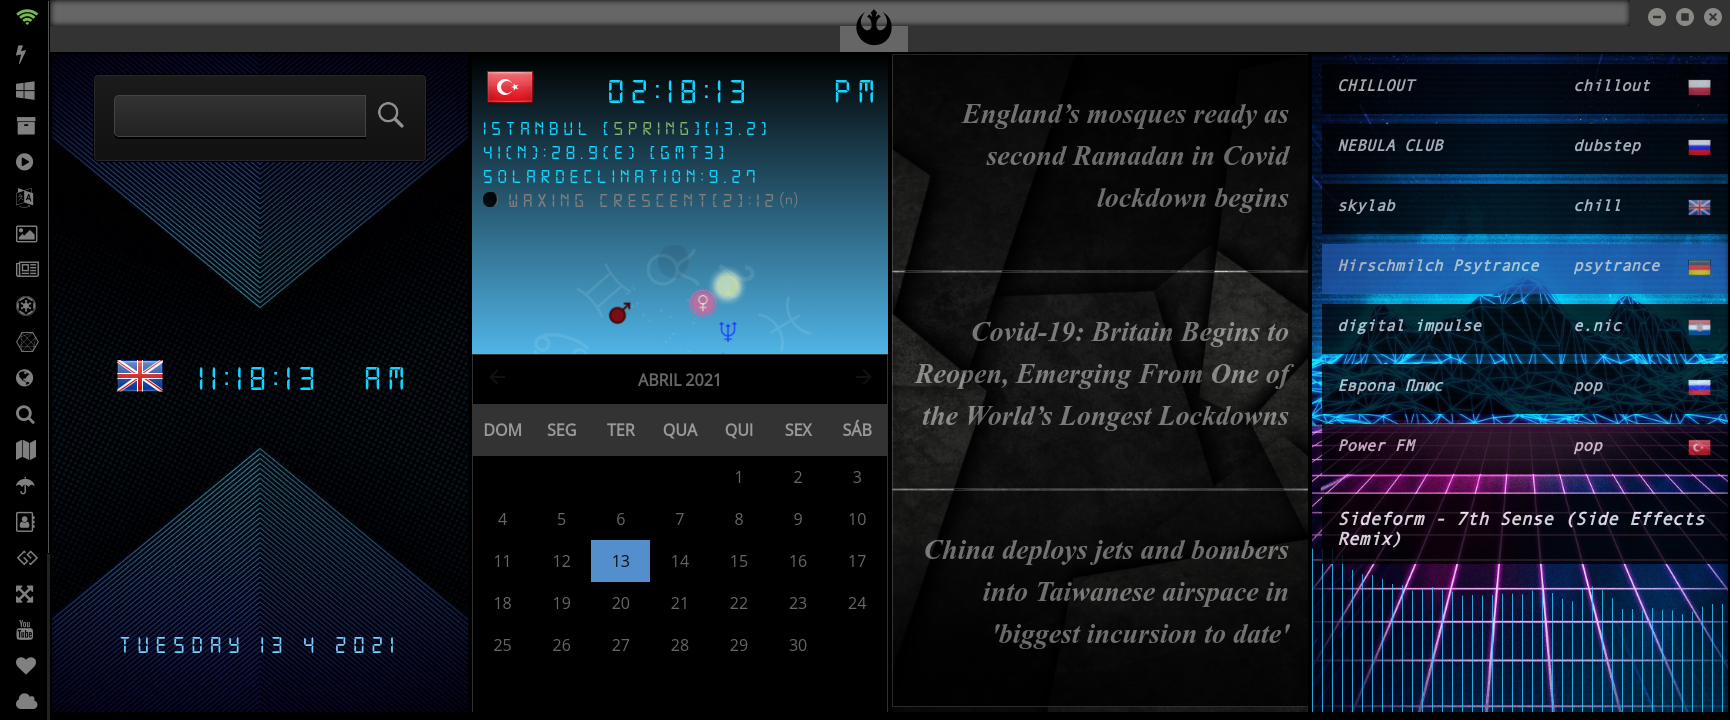 11:18:13 AM
TUESDAY 13 4 2021
02:18:13 PM
ISTANBUL [SPRING](13.2)
41(N):28.9(E) [GMT3]
SOLARDECLINATION:9.27
WAXING CRESCENT(2):12(n)
ABRIL 2021
DOM SEG TER QUA QUI SEX SÁB
1 2 3
4 5 6 7 8 9 10
11 12 13 14 15 16 17
18 19 20 21 22 23 24
25 26 27 28 29 30
England’s mosques ready as
second Ramadan in Covid
lockdown begins
Covid-19: Britain Begins to
Reopen, Emerging From One of
the World’s Longest Lockdowns
China deploys jets and bombers
into Taiwanese airspace in
'biggest incursion to date'
CHILLOUT chillout
NEBULA CLUB dubstep
skylab chill
Hirschmilch Psytrance psytrance
digital impulse e.nic
Европа Плюс pop
Power FM pop
Sideform - 7th Sense (Side Effects
Remix)
You
Tube